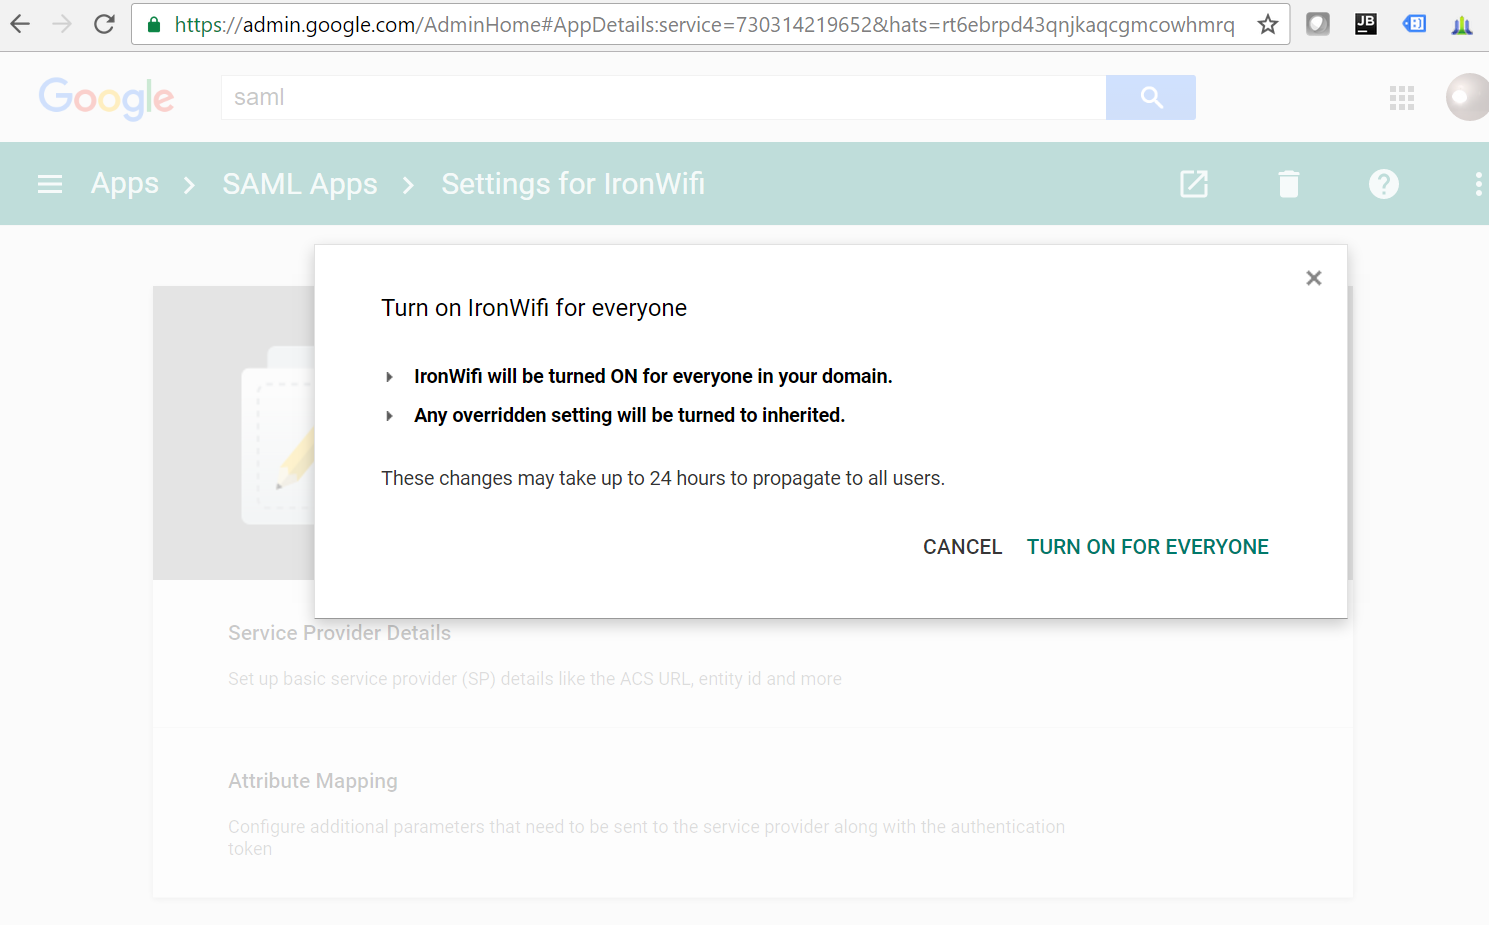 https://admin.google.com/AdminHome#AppDetails:service=730314219652&hats=rt6ebrpd43qnjkaqcgmcowhmrq
JB
Google
saml
Apps > SAML Apps > Settings for IronWifi
Turn on IronWifi for everyone
IronWifi will be turned ON for everyone in your domain.
Any overridden setting will be turned to inherited.
These changes may take up to 24 hours to propagate to all users.
CANCEL TURN ON FOR EVERYONE
Service Provider Details
Set up basic service provider (SP) details like the ACS URL, entity id and more
Attribute Mapping
Configure additional parameters that need to be sent to the service provider along with the authentication
token